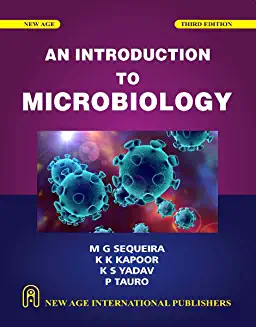 NEW AGE
THIRD EDITION
AN INTRODUCTION
TO
MICROBIOLOGY
M G SEQUEIRA
K K KAPOOR
K S YADAV
P TAURO
NEW AGE INTERNATIONAL PUBLISHERS